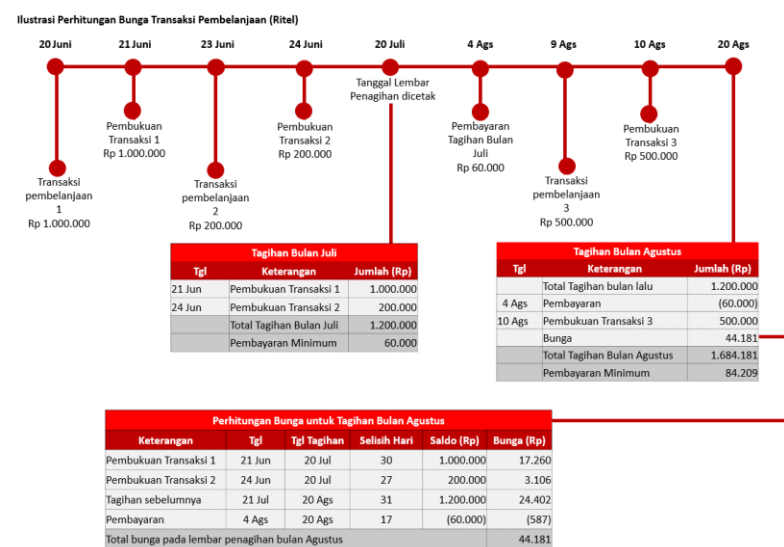 Ilustrasi Perhitungan Bunga Transaksi Pembelanjaan (Ritel)
20 Juni 21 Juni 23 Juni 24 Juni 20 Juli 4 Ags 9 Ags 10 Ags 20 Ags
Tanggal Lembar
Penagihan dicetak
Pembukuan
Transaksi 1
Rp 1.000.000
Pembukuan
Transaksi 2
Rp 200.000
Pembayaran
Tagihan Bulan
Juli
Rp 60.000
Pembukuan
Transaksi 3
Rp 500.000
Transaksi
pembelanjaan
1
Rp 1.000.000
Transaksi
pembelanjaan
2
Rp 200.000
Transaksi
pembelanjaan
3
Rp 500.000
Tagihan Bulan Juli
Tgl Keterangan Jumlah (Rp)
21 Jun Pembukuan Transaksi 1 1.000.000
24 Jun Pembukuan Transaksi 2 200.000
Total Tagihan Bulan Juli 1.200.000
Pembayaran Minimum 60.000
Tagihan Bulan Agustus
Tgl Keterangan Jumlah (Rp)
Total Tagihan bulan lalu 1.200.000
4 Ags Pembayaran (60.000)
10 Ags Pembukuan Transaksi 3 500.000
Bunga 44.181
Total Tagihan Bulan Agustus 1.684.181
Pembayaran Minimum 84.209
Perhitungan Bunga untuk Tagihan Bulan Agustus
Keterangan Tgl Tgl Tagihan Selisih Hari Saldo (Rp) Bunga (Rp)
Pembukuan Transaksi 1 21 Jun 20 Jul 30 1.000.000 17.260
Pembukuan Transaksi 2 24 Jun 20 Jul 27 200.000 3.106
Tagihan sebelumnya 21 Jul 20 Ags 31 1.200.000 24.402
Pembayaran 4 Ags 20 Ags 17 (60.000) (587)
Total bunga pada lembar penagihan bulan Agustus 44.181